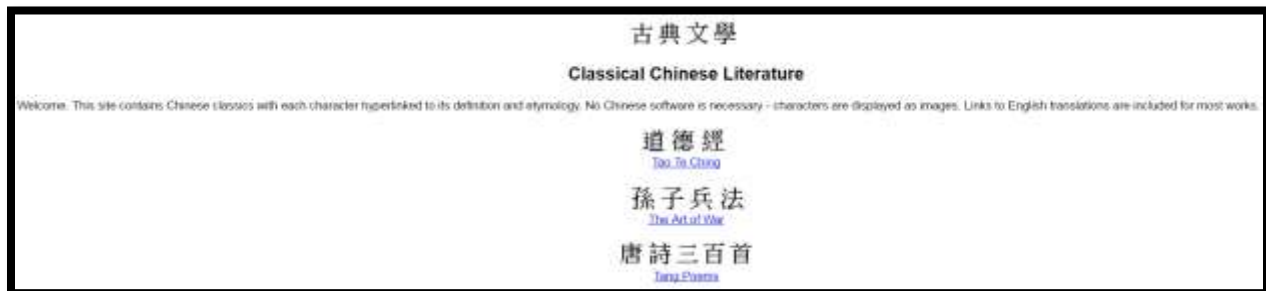 古典文學
Classical Chinese Literature
Welcome. This site contains Chinese classics with each character hyperlinked to its definition and etymology. No Chinese software is necessary - characters are displayed as images. Links to English translations are included for most works.
道德經
Tao Te Ching
孫子兵法
The Art of War
唐詩三百首
Tang Poems